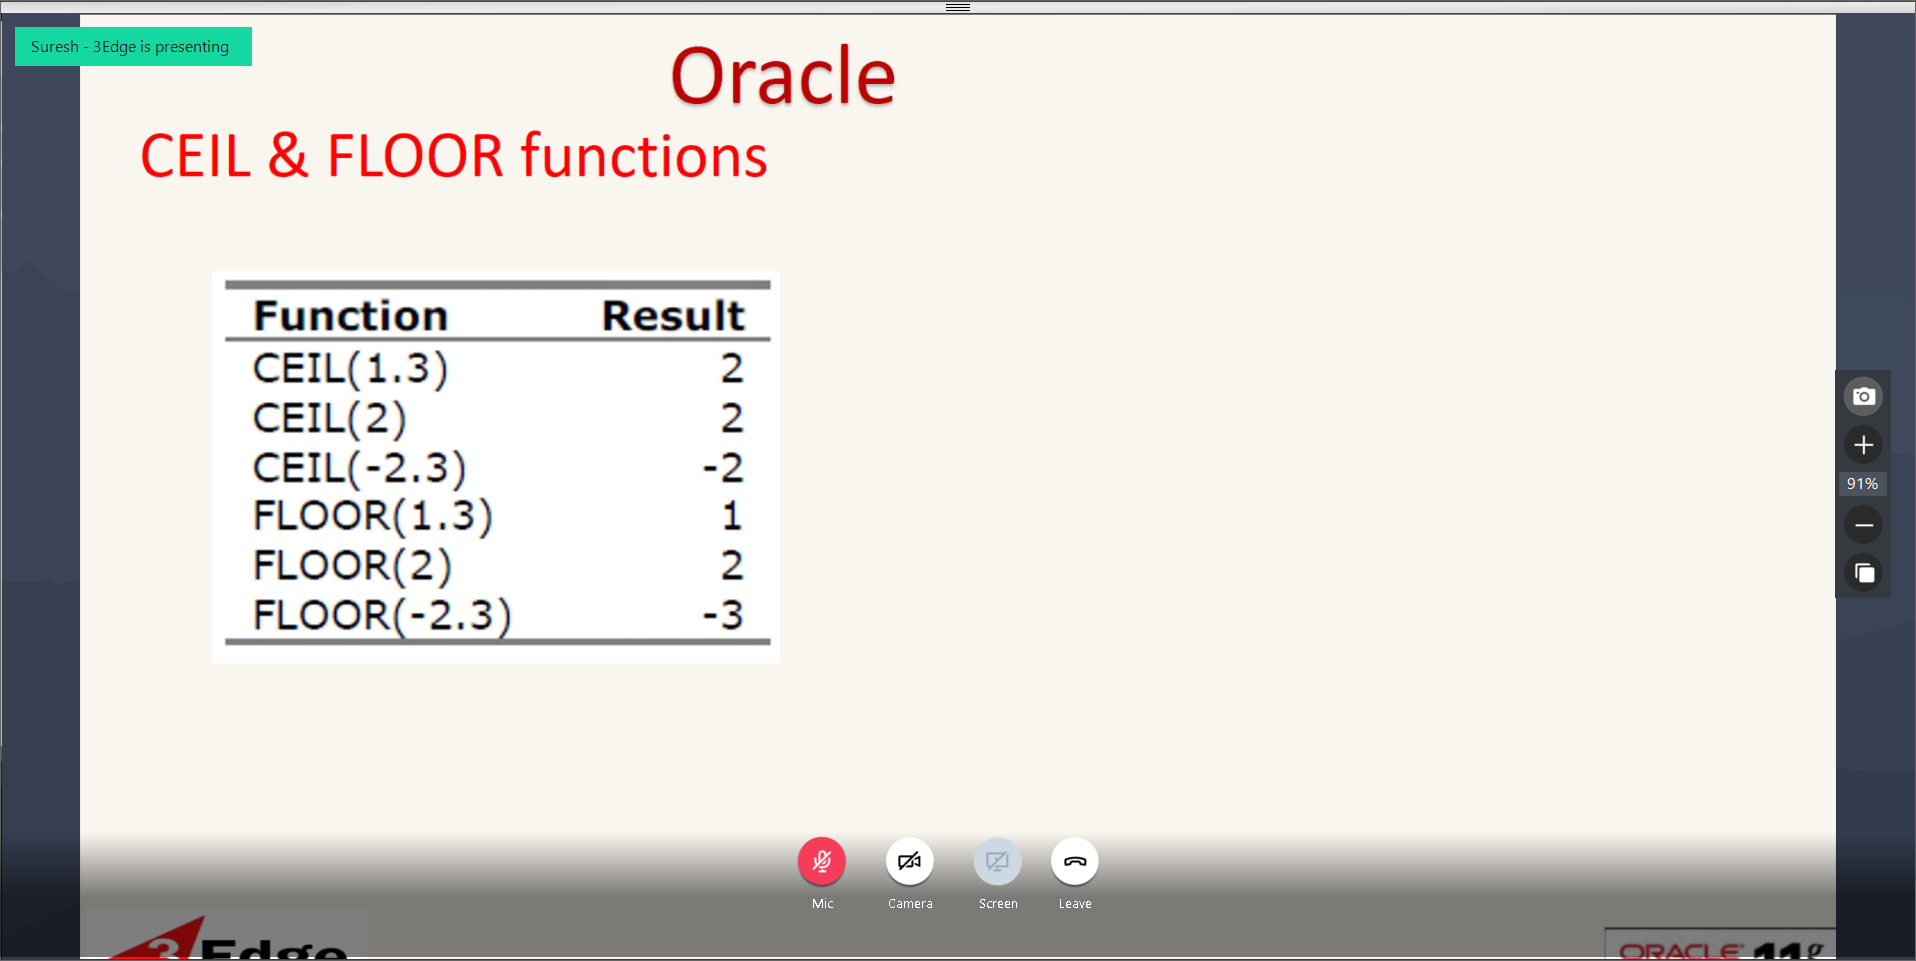 Suresh - 3Edge is presenting
Oracle
CEIL & FLOOR functions
Function Result
CEIL(1.3) 2
CEIL(2) 2
CEIL(-2.3) -2
FLOOR(1.3) 1
FLOOR(2) 2
FLOOR(-2.3) -3
91%
Mic Camera Screen Leave
3 Edge
ORACLE 11g